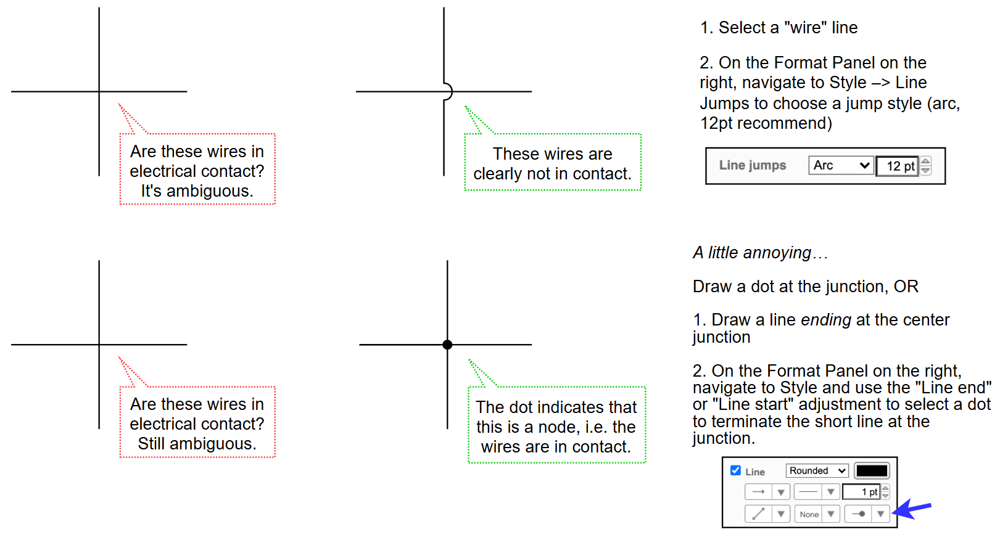 Are these wires in
electrical contact?
It's ambiguous.
These wires are
clearly not in contact.
1. Select a "wire" line
2. On the Format Panel on the
right, navigate to Style –> Line
Jumps to choose a jump style (arc,
12pt recommend)
Line jumps Arc 12 pt
Are these wires in
electrical contact?
Still ambiguous.
The dot indicates that
this is a node, i.e. the
wires are in contact.
A little annoying…
Draw a dot at the junction, OR
1. Draw a line ending at the center
junction
2. On the Format Panel on the right,
navigate to Style and use the "Line end"
or "Line start" adjustment to select a dot
to terminate the short line at the
junction.
Line Rounded
1 pt
None